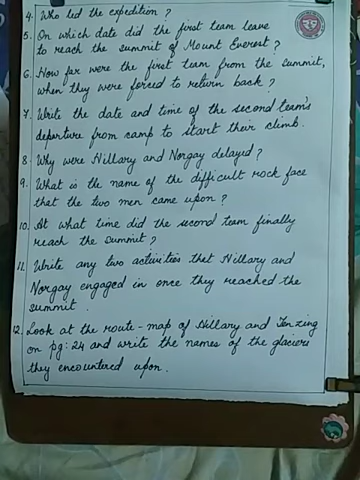 4. Who led the expedition?
5. On which date did the first team leave
to reach the summit of Mount Everest?
6. How far were the first team from the summit,
when they were forced to return back?
7. Write the date and time of the second team's
departure from camp to start their climb.
8. Why were Hillary and Norgay delayed?
9. What is the name of the difficult rock face
that the two men came upon?
10. At what time did the second team finally
reach the summit?
11. Write any two activities that Hillary and
Norgay engaged in once they reached the
summit.
12. Look at the route-map of Hillary and Tenzing
on pg: 24 and write the names of the glaciers
they encountered upon.